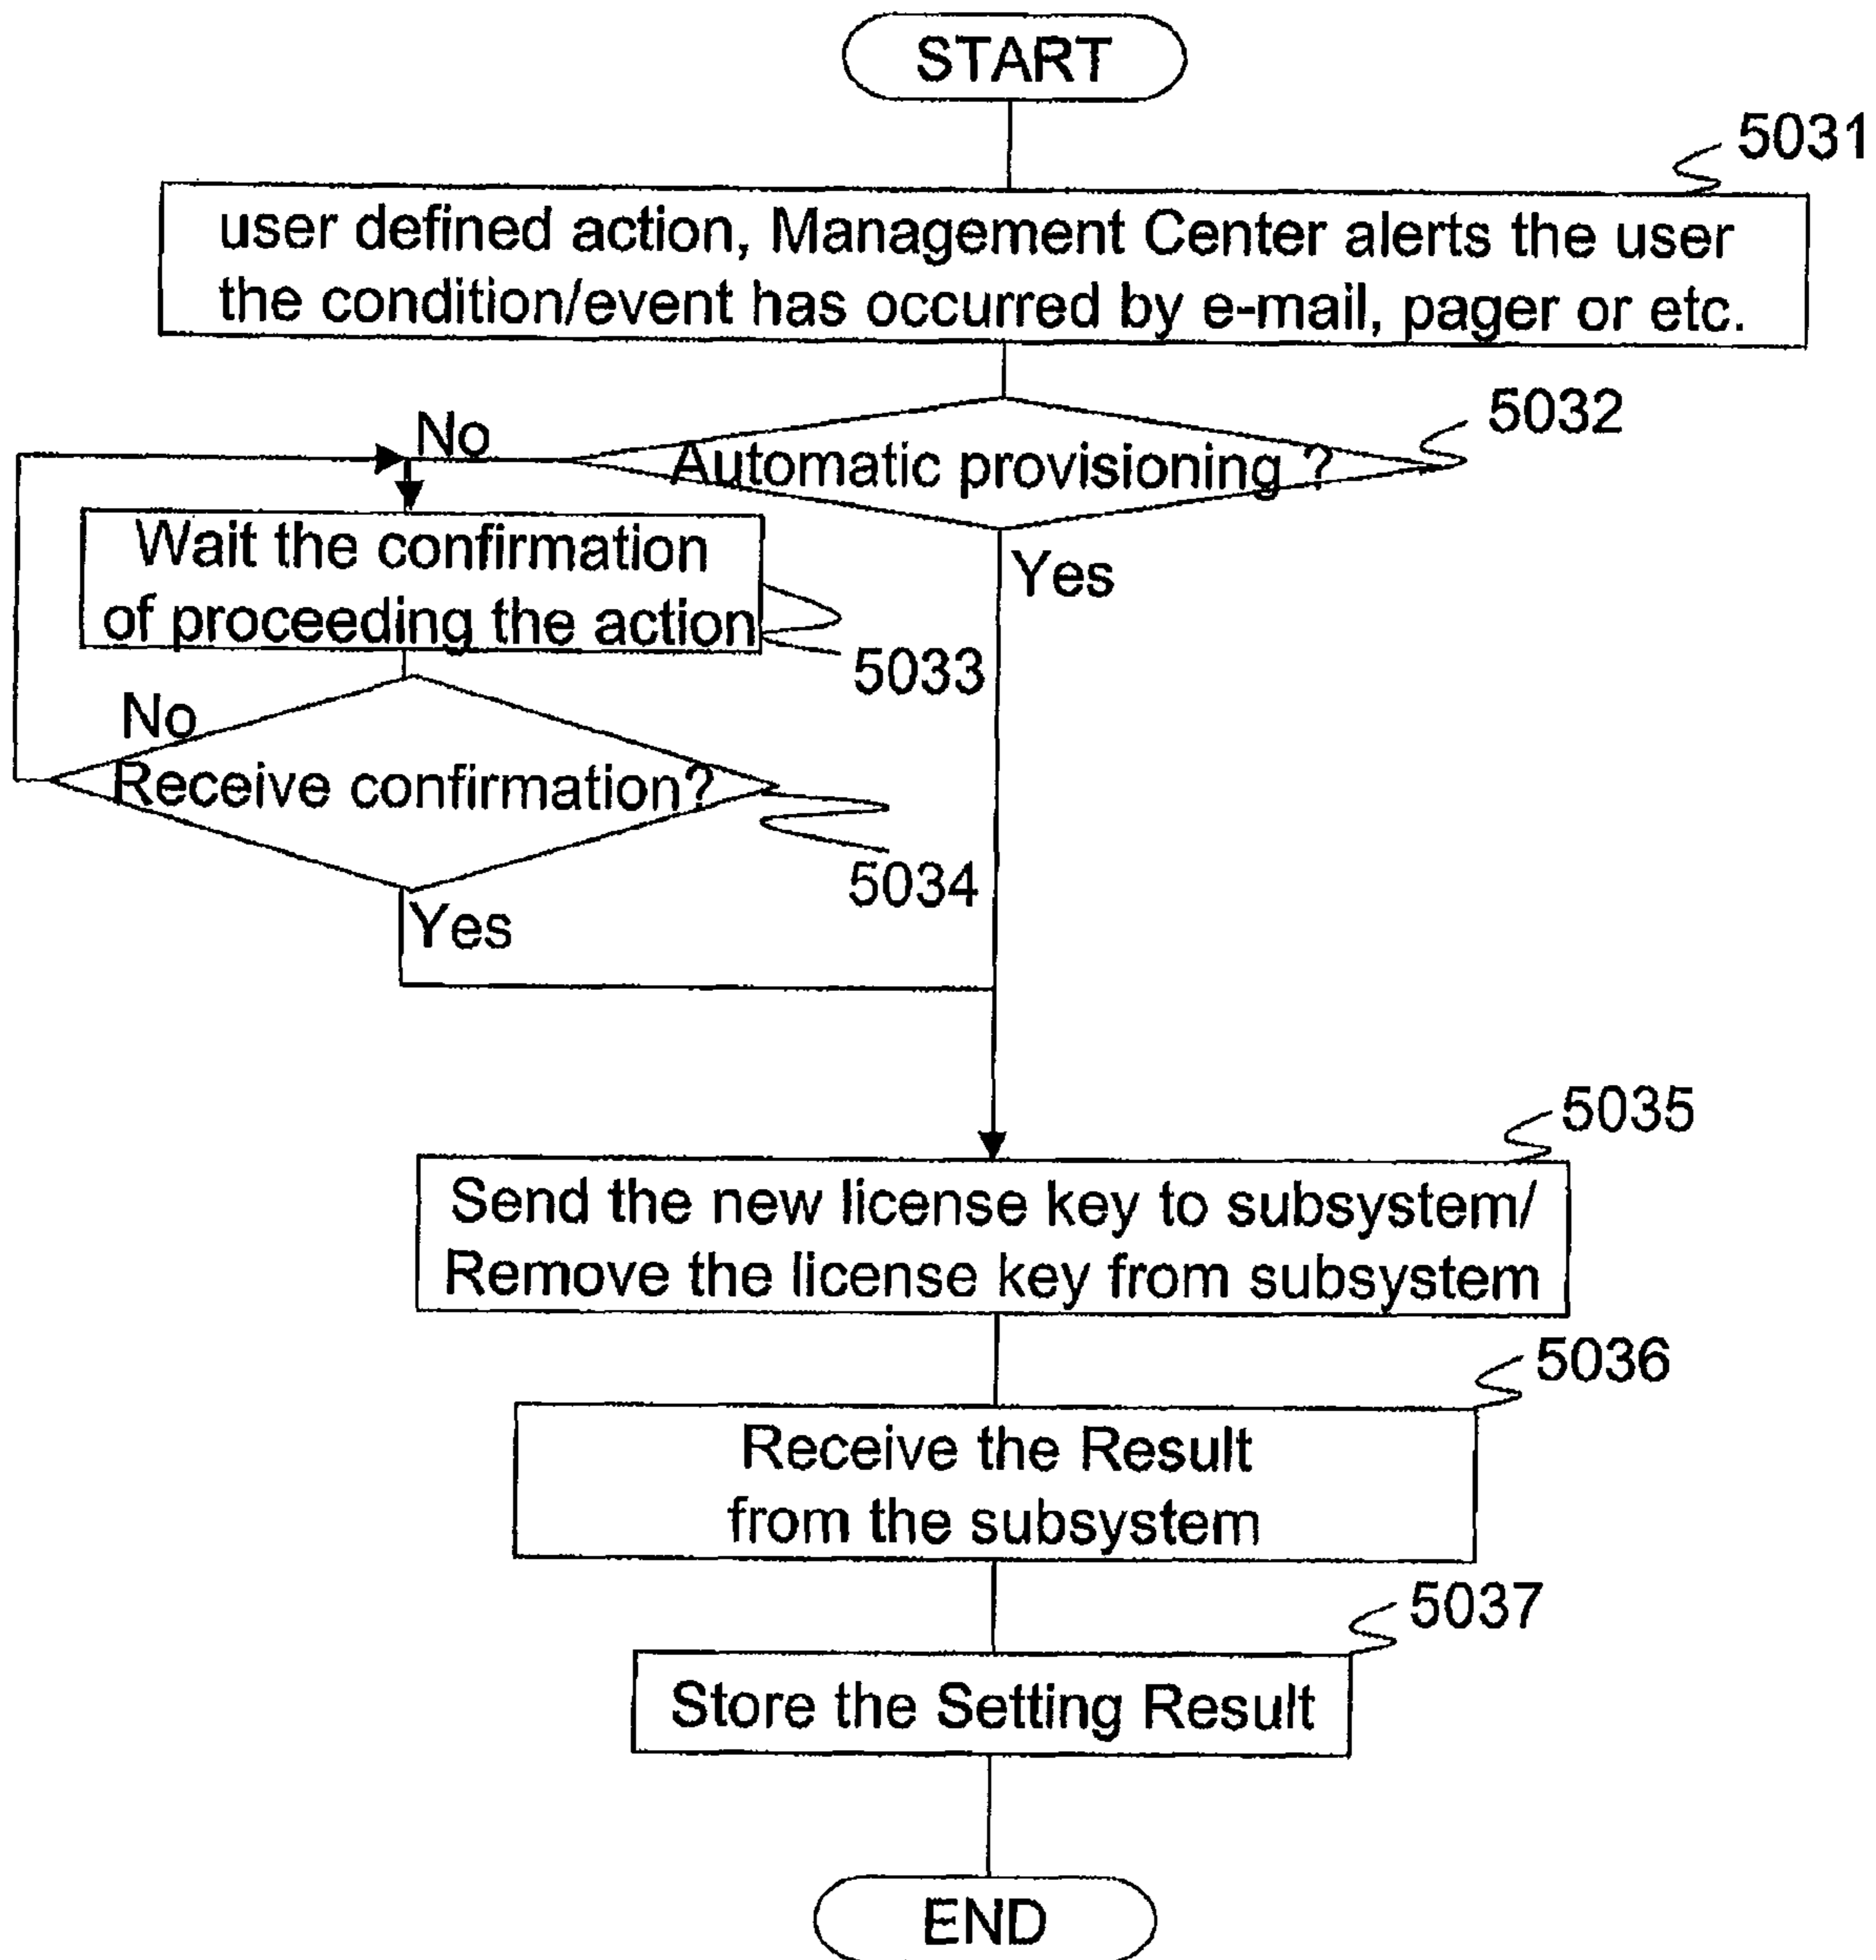 START
5031
user defined action, Management Center alerts the user
the condition/event has occurred by e-mail, pager or etc.
5032
No
Automatic provisioning ?
Yes
Wait the confirmation
of proceeding the action
5033
No
Receive confirmation?
5034
Yes
5035
Send the new license key to subsystem/
Remove the license key from subsystem
5036
Receive the Result
from the subsystem
5037
Store the Setting Result
END